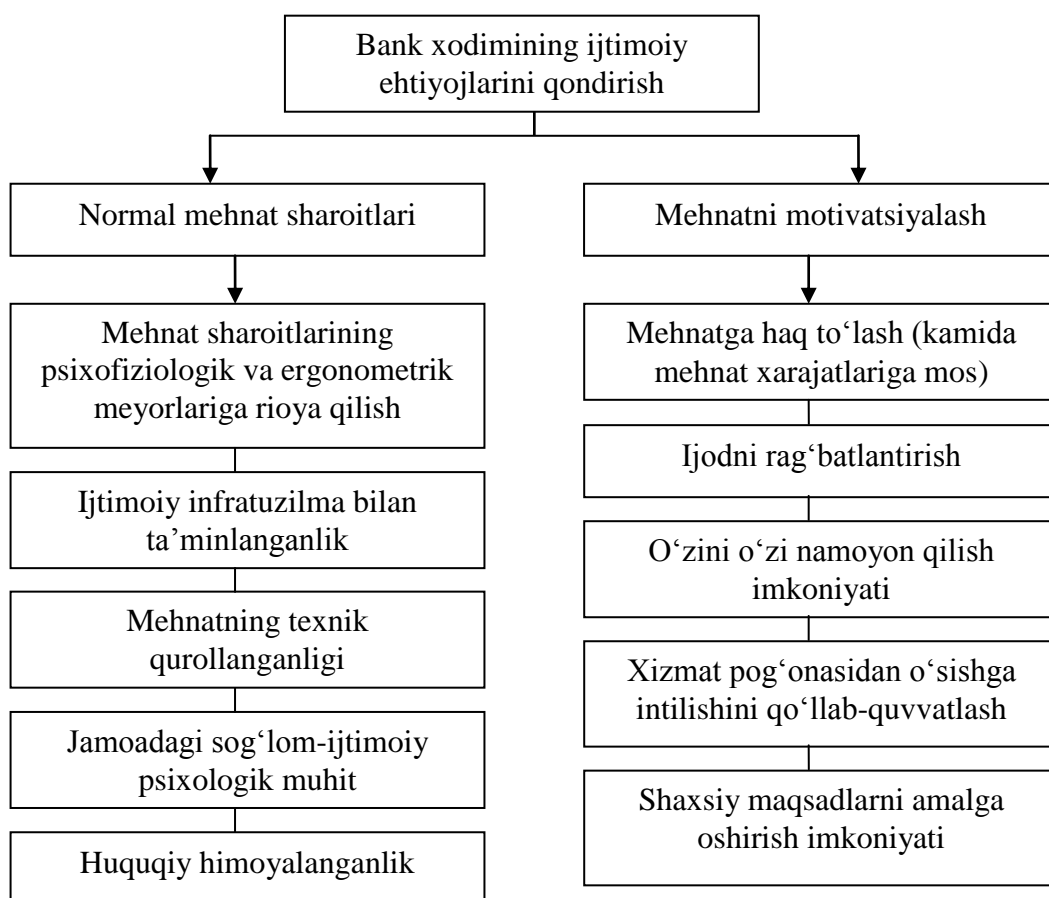 Bank xodimining ijtimoiy
ehtiyojlarini qondirish
Normal mehnat sharoitlari
Mehnat sharoitlarining
psixofiziologik va ergonometrik
meyorlariga rioya qilish
Ijtimoiy infratuzilma bilan
ta’minlanganlik
Mehnatning texnik
qurollanganligi
Jamoadagi sog‘lom-ijtimoiy
psixologik muhit
Huquqiy himoyalanganlik
Mehnatni motivatsiyalash
Mehnatga haq to‘lash (kamida
mehnat xarajatlariga mos)
Ijodni rag‘batlantirish
O‘zini o‘zi namoyon qilish
imkoniyati
Xizmat pog‘onasidan o‘sishga
intilishini qo‘llab-quvvatlash
Shaxsiy maqsadlarni amalga
oshirish imkoniyati